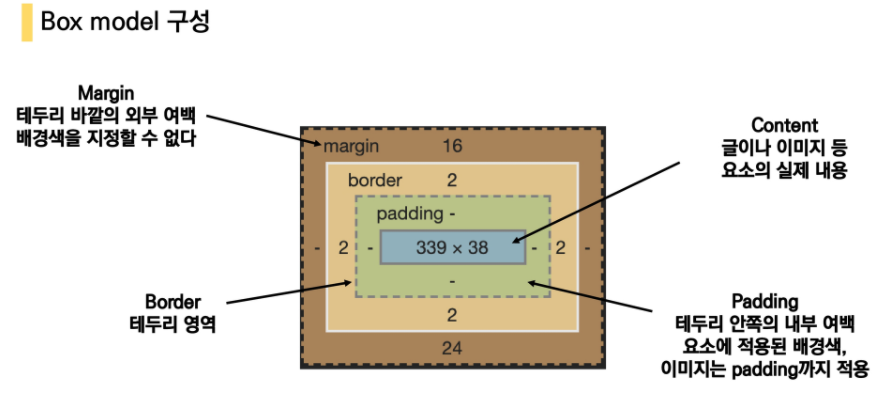 Box model 구성
Margin
테두리 바깥의 외부 여백
배경색을 지정할 수 없다
Content
글이나 이미지 등
요소의 실제 내용
margin 16
border 2
padding -
- 2 - 339 × 38 - 2 -
-
2
24
Border
테두리 영역
Padding
테두리 안쪽의 내부 여백
요소에 적용된 배경색,
이미지는 padding까지 적용